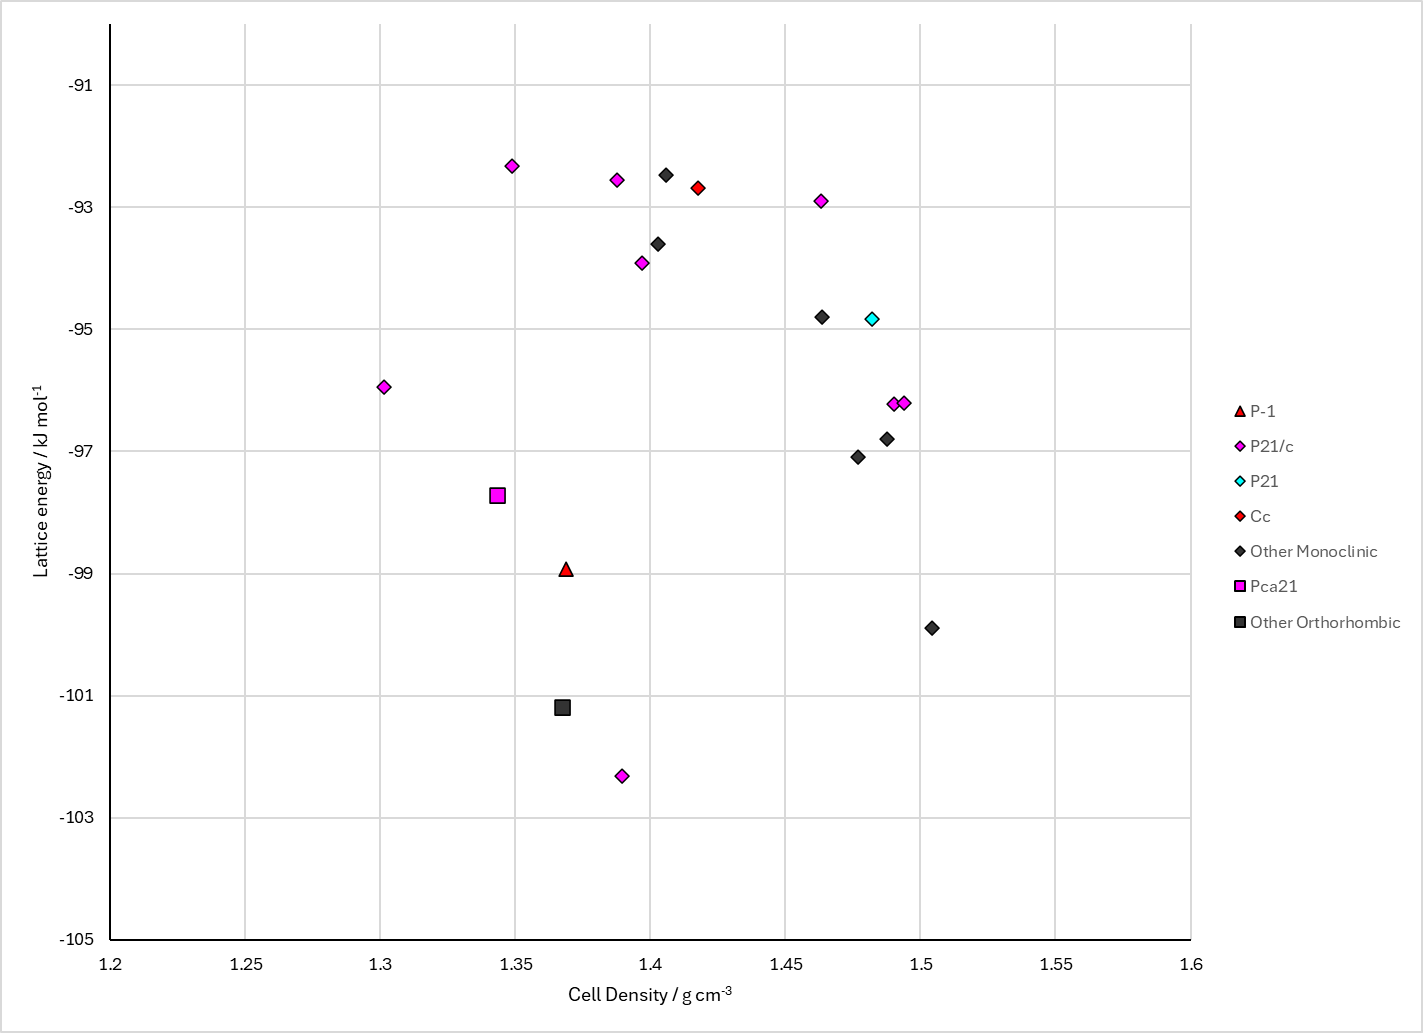 -91
-93
-95
-97
-99
-101
-103
-105
Lattice energy / kJ mol-1
1.2 1.25 1.3 1.35 1.4 1.45 1.5 1.55 1.6
Cell Density / g cm-3
P-1
P21/c
P21
Cc
Other Monoclinic
Pca21
Other Orthorhombic